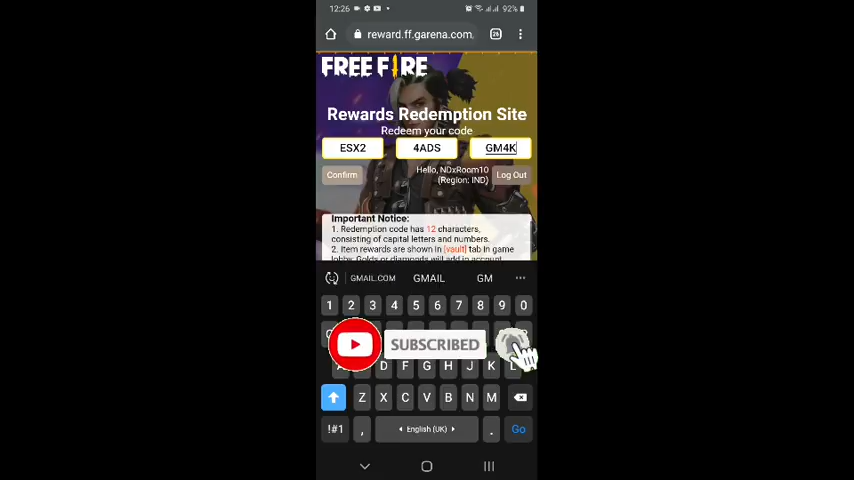 12:26
92%
reward.ff.garena.com.
26
FREE FIRE
Rewards Redemption Site
Redeem your code
ESX2 4ADS GM4K
Confirm
Hello, NDxRoom10
(Region: IND)
Log Out
Important Notice:
1. Redemption code has 12 characters,
consisting of capital letters and numbers.
2. Item rewards are shown in [vault] tab in game
lobby; Golds or diamonds will add in account
GMAIL.COM GMAIL GM
1 2 3 4 5 6 7 8 9 0
SUBSCRIBED
A D F G H J K L
Z X C V B N M
!#1 , English (UK) . Go